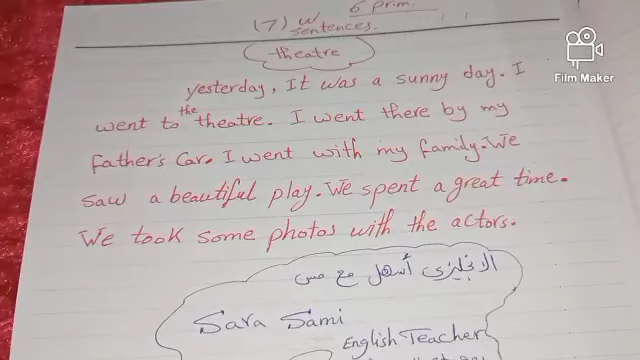 6 prim.
(7) w sentences.
Film Maker
theatre
yesterday, It was a sunny day. I
went to the theatre. I went there by my
father's car. I went with my family. We
saw a beautiful play. We spent a great time.
We took some photos with the actors.
الانجليزى أسهل مع مس
Sara Sami
English Teacher